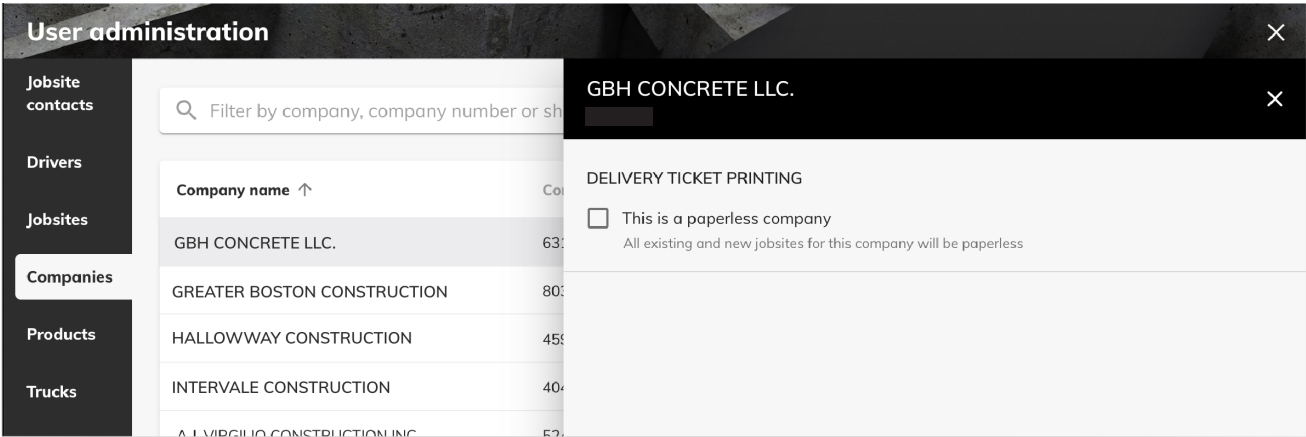 User administration
Jobsite
contacts
Drivers
Jobsites
Companies
Products
Trucks
Filter by company, company number or sh
Company name
GBH CONCRETE LLC. 631
GREATER BOSTON CONSTRUCTION
HALLOWWAY CONSTRUCTION
INTERVALE CONSTRUCTION
GBH CONCRETE LLC.
DELIVERY TICKET PRINTING
This is a paperless company
All existing and new jobsites for this company will be paperless